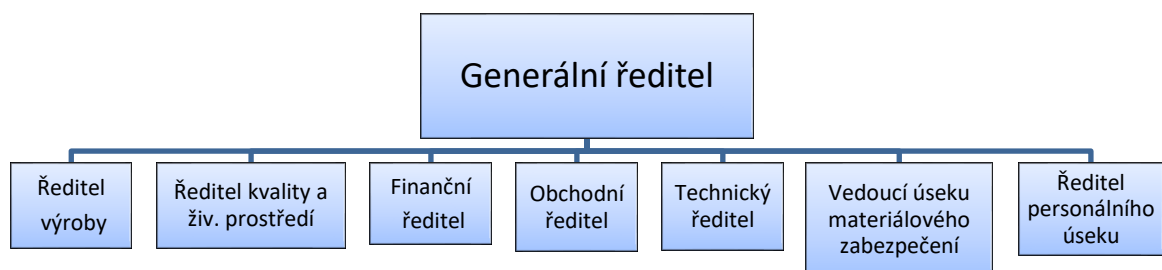 Generální ředitel
Ředitel
výroby
Ředitel kvality a
živ. prostředí
Finanční
ředitel
Obchodní
ředitel
Technický
ředitel
Vedoucí úseku
materiálového
zabezpečení
Ředitel
personálního
úseku